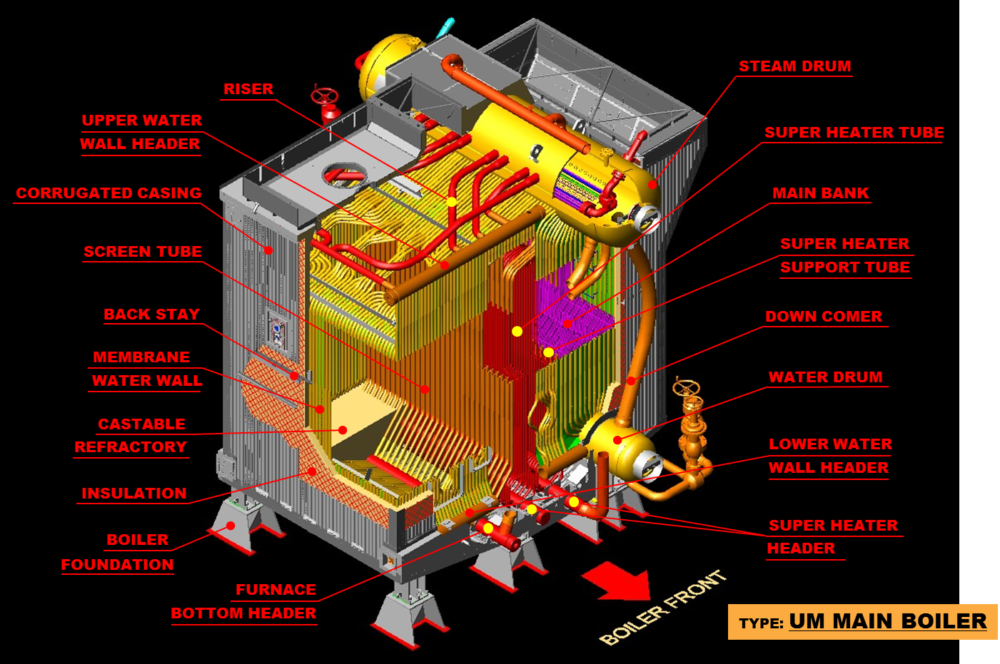 RISER
UPPER WATER
WALL HEADER
CORRUGATED CASING
SCREEN TUBE
BACK STAY
MEMBRANE
WATER WALL
CASTABLE
REFRACTORY
INSULATION
BOILER
FOUNDATION
FURNACE
BOTTOM HEADER
STEAM DRUM
SUPER HEATER TUBE
MAIN BANK
SUPER HEATER
SUPPORT TUBE
DOWN COMER
WATER DRUM
LOWER WATER
WALL HEADER
SUPER HEATER
HEADER
BOILER FRONT
TYPE: UM MAIN BOILER